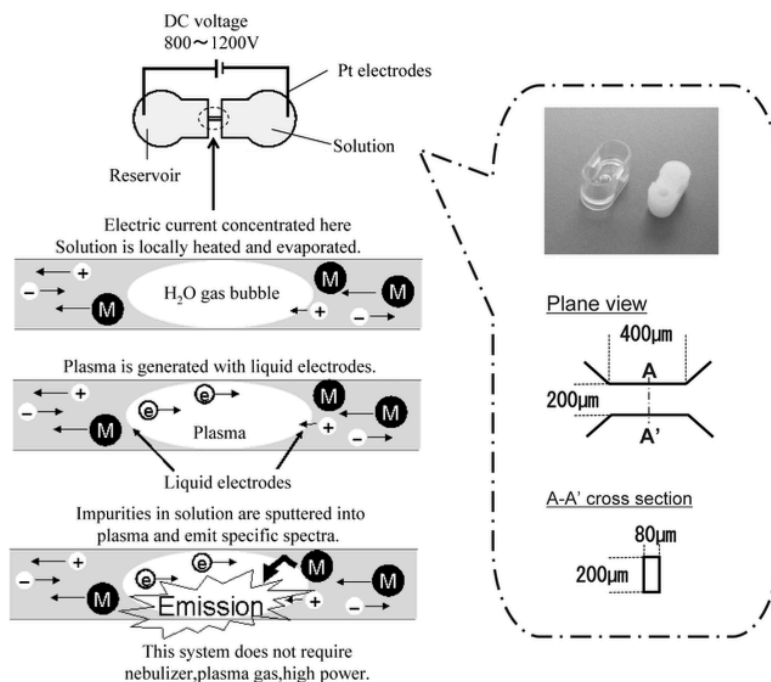 DC voltage
800～1200V
Pt electrodes
Solution
Reservoir
Electric current concentrated here
Solution is locally heated and evaporated.
+
−
M
H₂O gas bubble
M
M
+
−
Plasma is generated with liquid electrodes.
+
−
M
e
e
Plasma
M
M
+
−
Liquid electrodes
Impurities in solution are sputtered into
plasma and emit specific spectra.
+
−
M
e
e
Emission
M
M
+
−
This system does not require
nebulizer,plasma gas,high power.
Plane view
400μm
A
200μm
A'
A-A' cross section
80μm
200μm